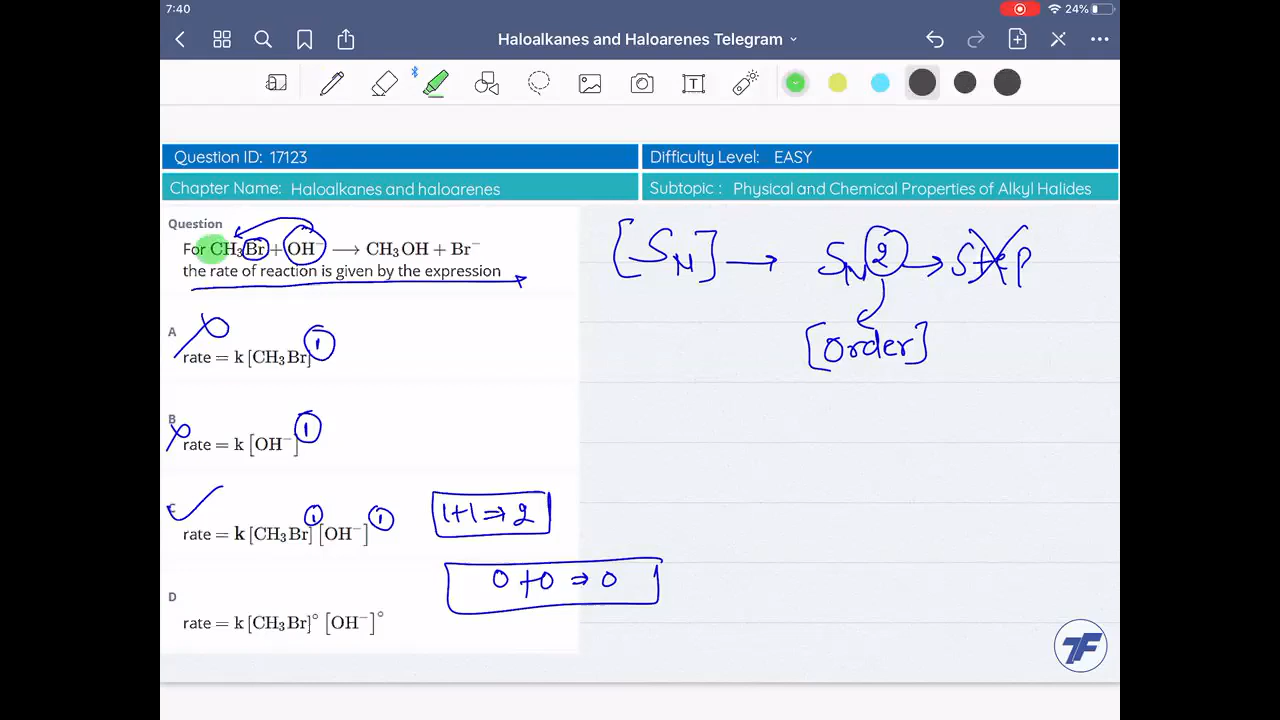 7:40
24%
Haloalkanes and Haloarenes Telegram
Question ID: 17123
Difficulty Level: EASY
Chapter Name: Haloalkanes and haloarenes
Subtopic : Physical and Chemical Properties of Alkyl Halides
Question
For CH₃Br + OH⁻ ⟶ CH₃OH + Br⁻
the rate of reaction is given by the expression
[SN] → SN2 → Step
[Order]
A
rate = k [CH₃Br]¹
B
rate = k [OH⁻]¹
C
rate = k [CH₃Br]¹ [OH⁻]¹
1+1 ⇒ 2
0+0 ⇒ 0
D
rate = k [CH₃Br]° [OH⁻]°